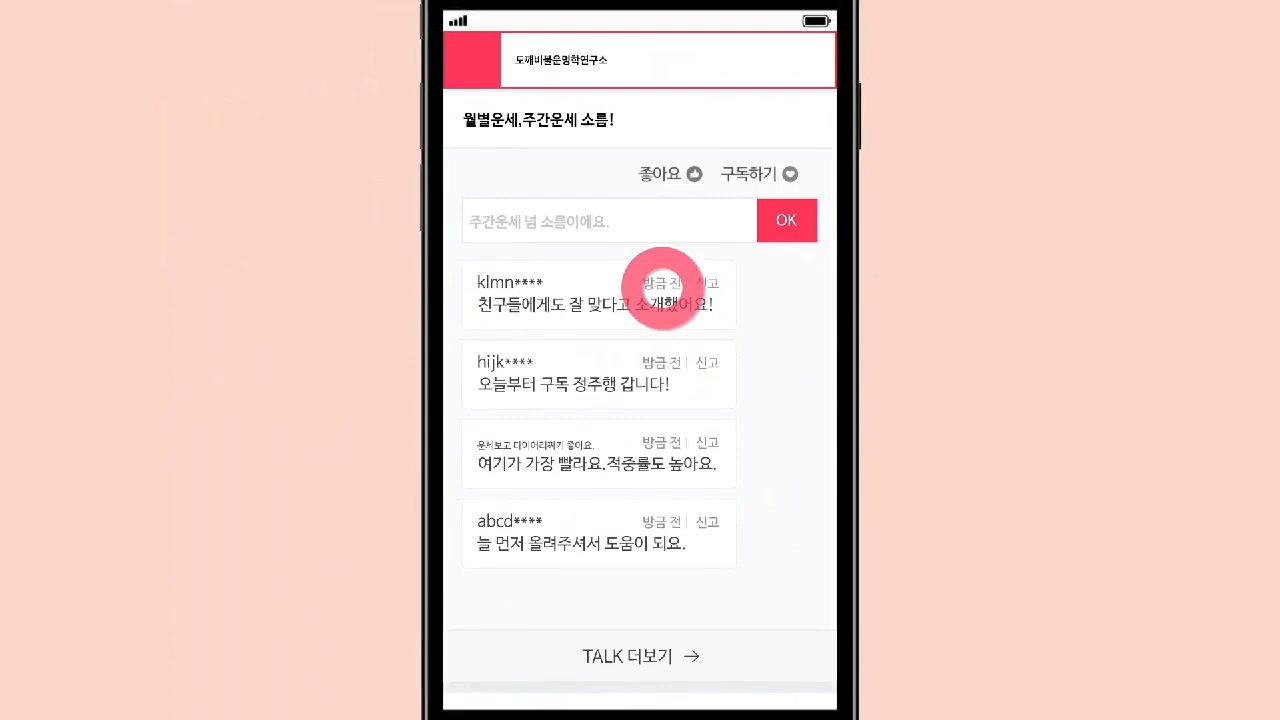 도깨비불운명학연구소
월별운세,주간운세 소름!
좋아요 구독하기
주간운세 넘 소름이에요. OK
klmn**** 방금 전 | 신고
친구들에게도 잘 맞다고 소개했어요!
hijk**** 방금 전 | 신고
오늘부터 구독 정주행 갑니다!
운세보고 다이어리짜기 좋아요. 방금 전 | 신고
여기가 가장 빨라요.적중률도 높아요.
abcd**** 방금 전 | 신고
늘 먼저 올려주셔서 도움이 되요.
TALK 더보기 →